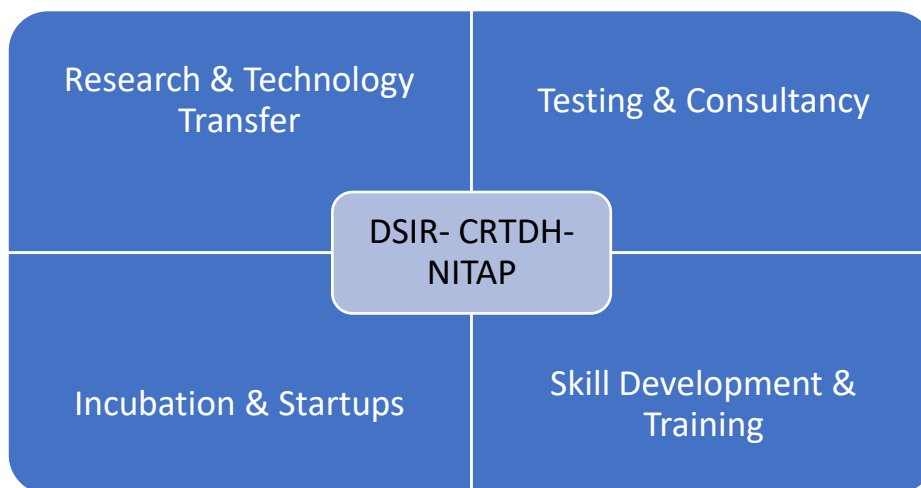 Research & Technology
Transfer
Testing & Consultancy
DSIR- CRTDH-
NITAP
Incubation & Startups
Skill Development &
Training